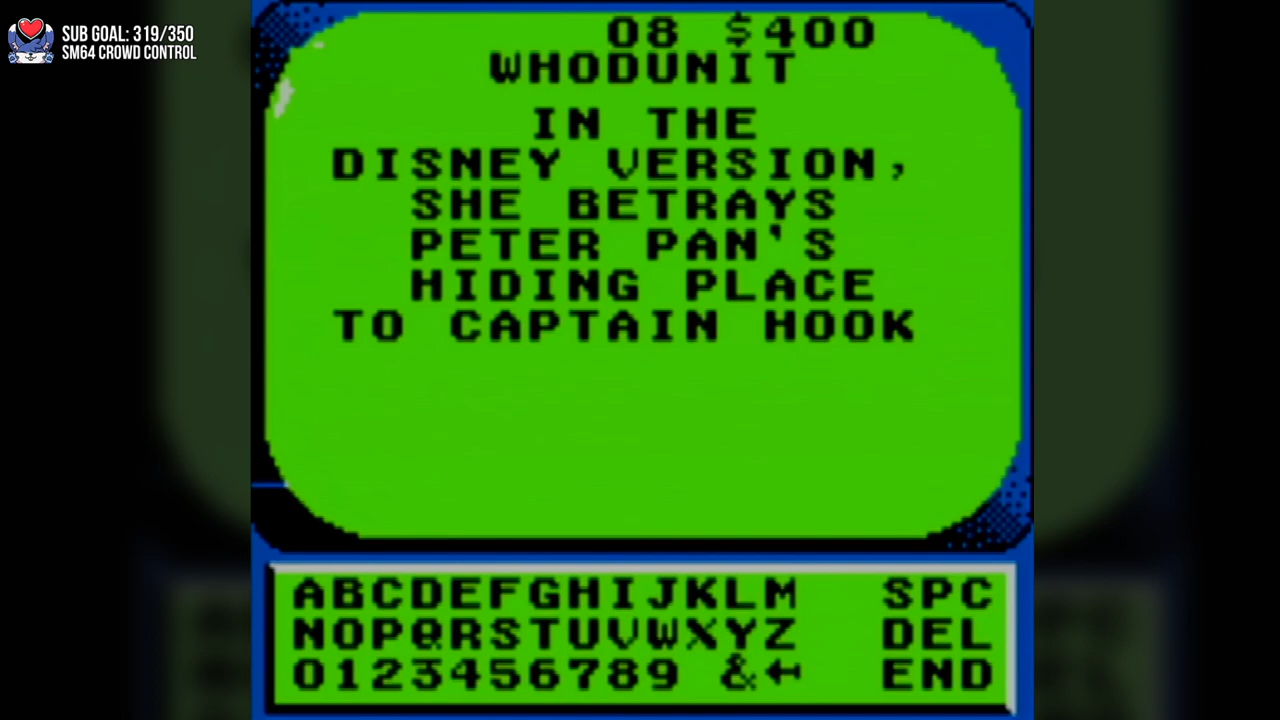 SUB GOAL: 319/350
SM64 CROWD CONTROL
08 $400
WHODUNIT
IN THE
DISNEY VERSION,
SHE BETRAYS
PETER PAN'S
HIDING PLACE
TO CAPTAIN HOOK
ABCDEFGHIJKLM SPC
NOPQRSTUVWXYZ DEL
0123456789 &← END